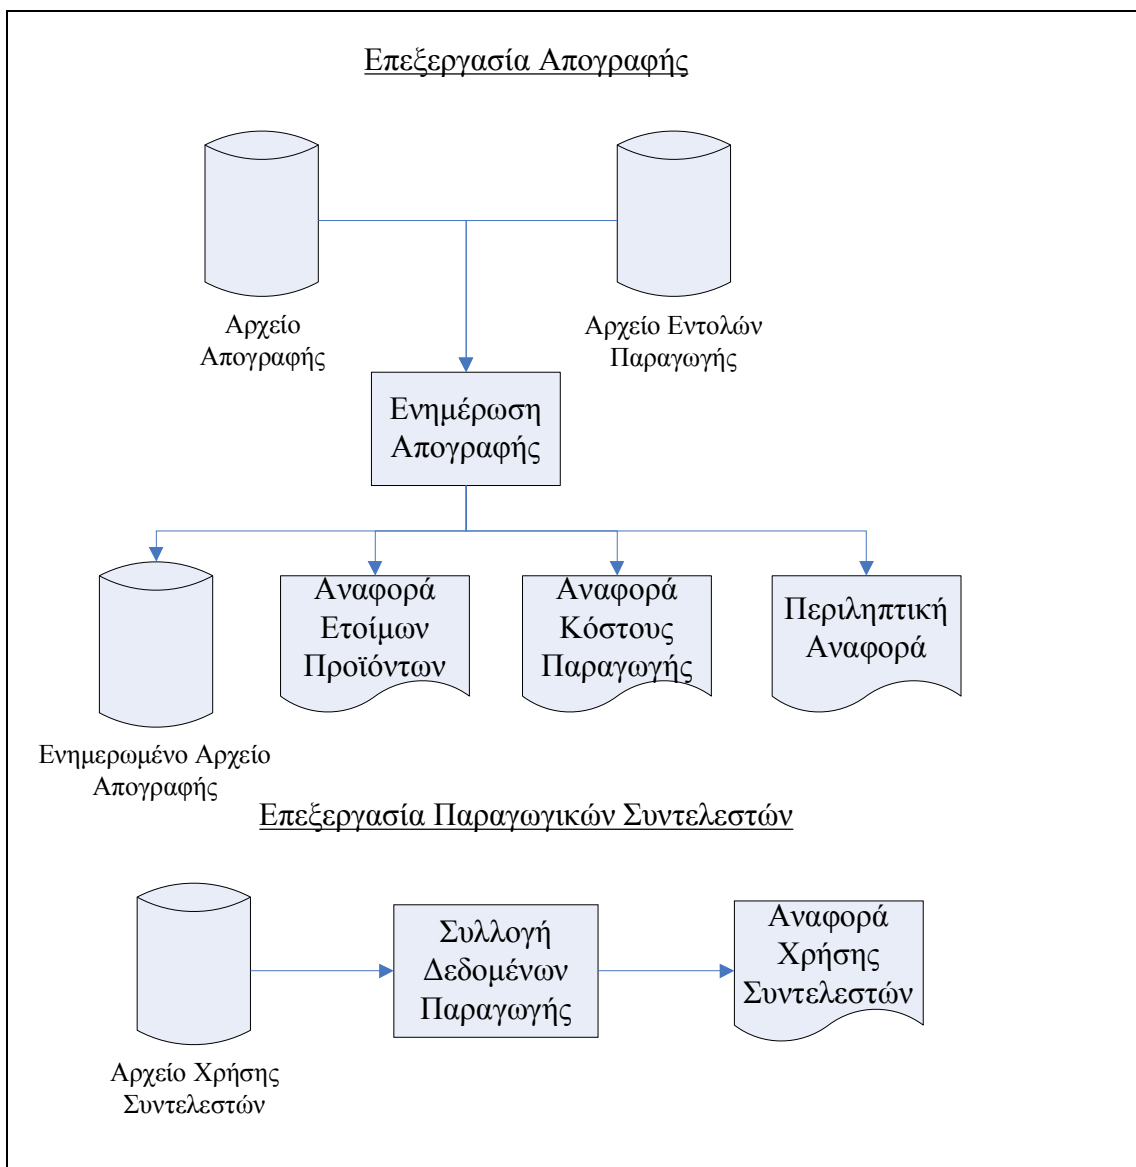 Επεξεργασία Απογραφής
Αρχείο
Απογραφής
Αρχείο Εντολών
Παραγωγής
Ενημέρωση
Απογραφής
Αναφορά
Ετοίμων
Προϊόντων
Αναφορά
Κόστους
Παραγωγής
Περιληπτική
Αναφορά
Ενημερωμένο Αρχείο
Απογραφής
Επεξεργασία Παραγωγικών Συντελεστών
Συλλογή
Δεδομένων
Παραγωγής
Αναφορά
Χρήσης
Συντελεστών
Αρχείο Χρήσης
Συντελεστών